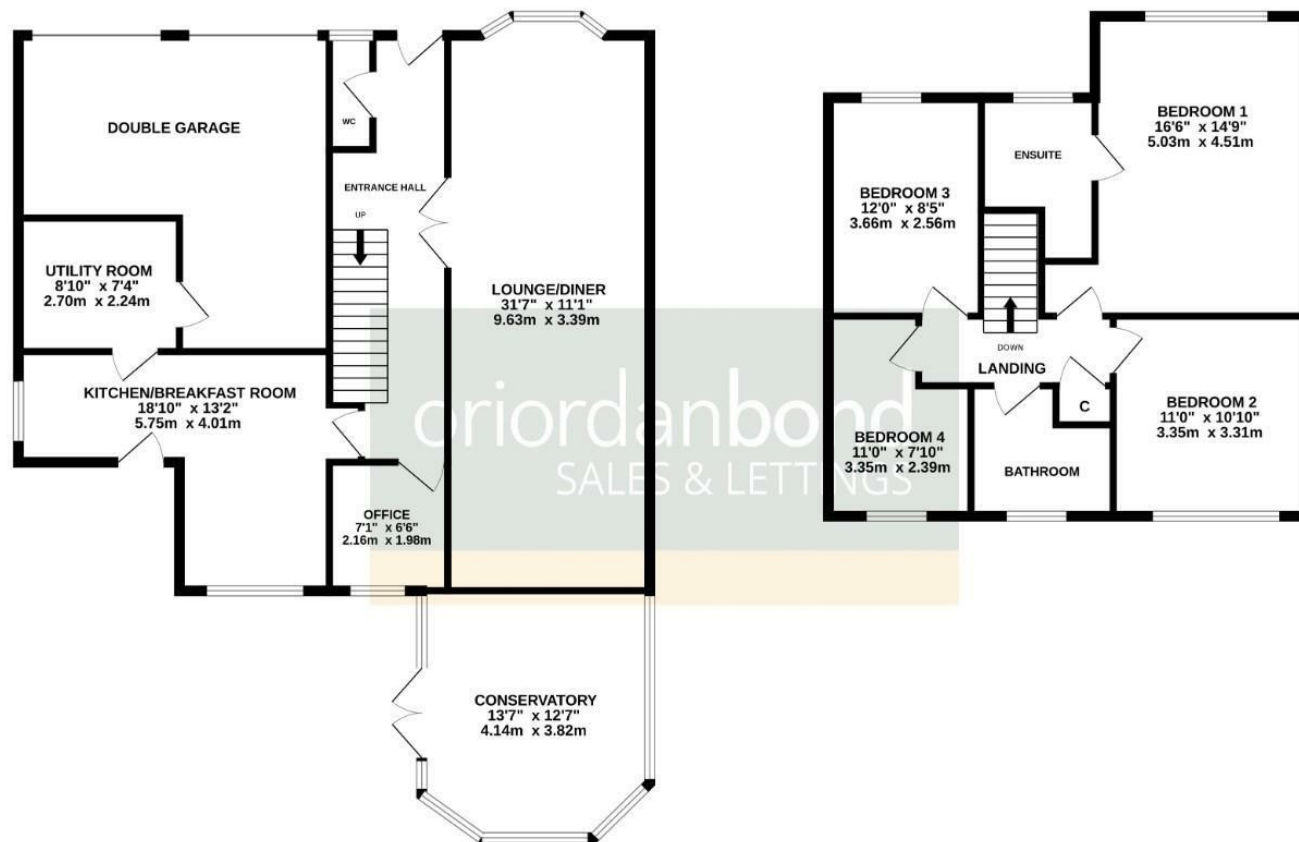 DOUBLE GARAGE
WC
ENTRANCE HALL
UP
UTILITY ROOM
8'10" x 7'4"
2.70m x 2.24m
LOUNGE/DINER
31'7" x 11'1"
9.63m x 3.39m
KITCHEN/BREAKFAST ROOM
18'10" x 13'2"
5.75m x 4.01m
OFFICE
7'1" x 6'6"
2.16m x 1.98m
CONSERVATORY
13'7" x 12'7"
4.14m x 3.82m
BEDROOM 1
16'6" x 14'9"
5.03m x 4.51m
ENSUITE
BEDROOM 3
12'0" x 8'5"
3.66m x 2.56m
DOWN
LANDING
C
BEDROOM 2
11'0" x 10'10"
3.35m x 3.31m
BEDROOM 4
11'0" x 7'10"
3.35m x 2.39m
BATHROOM
oriordanbond
SALES & LETTINGS